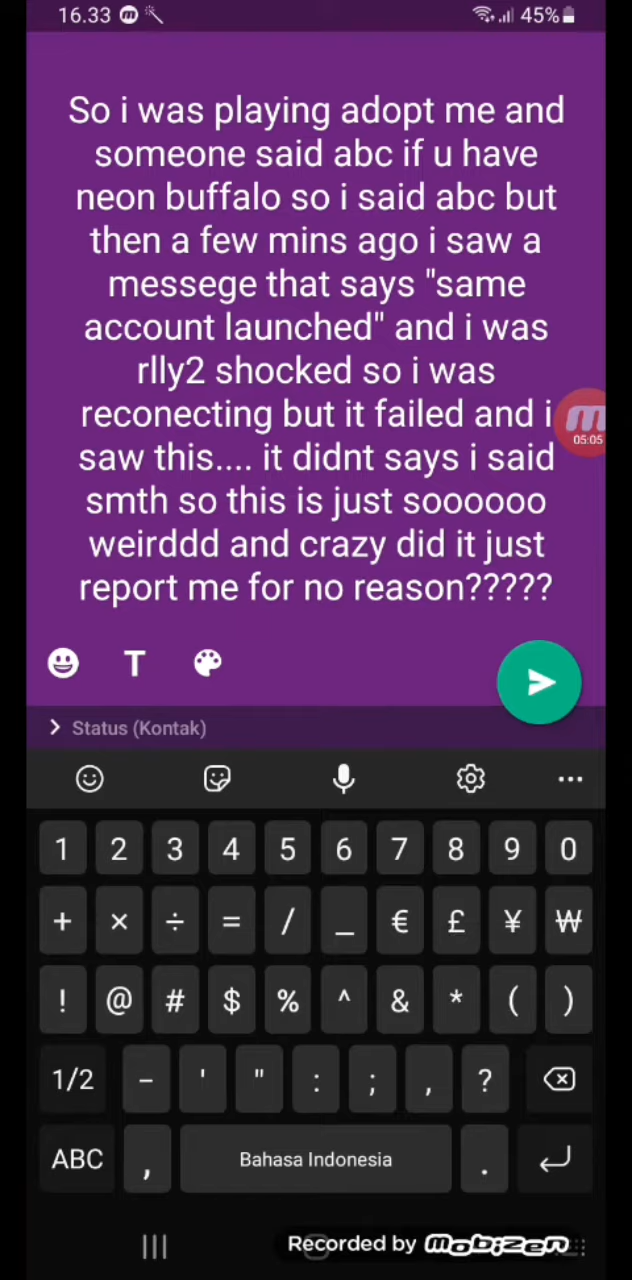 16.33 m 45%
So i was playing adopt me and
someone said abc if u have
neon buffalo so i said abc but
then a few mins ago i saw a
messege that says "same
account launched" and i was
rlly2 shocked so i was
reconecting but it failed and i
saw this.... it didnt says i said
smth so this is just soooooo
weirddd and crazy did it just
report me for no reason?????
m
05:05
T
Status (Kontak)
1 2 3 4 5 6 7 8 9 0
+ × ÷ = / _ € £ ¥ ₩
! @ # $ % ^ & * ( )
1/2 - ' " : ; , ?
ABC , Bahasa Indonesia .
Recorded by mobizen